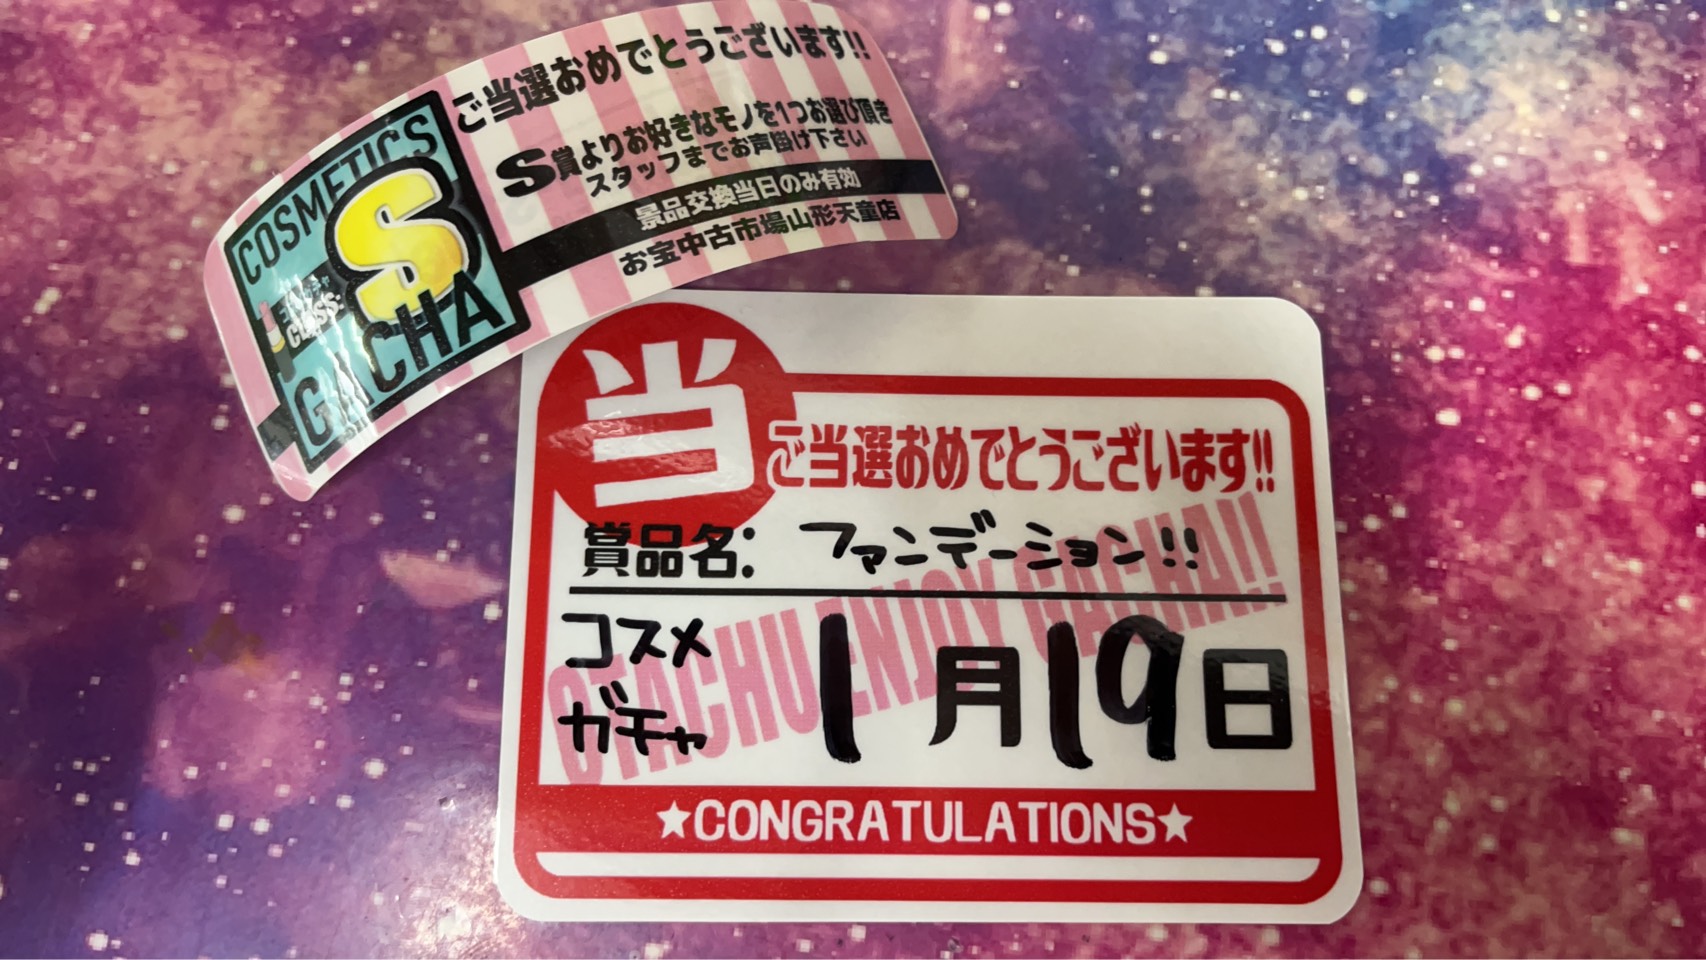 ご当選おめでとうございます!!
S賞よりお好きなモノを1つお選び頂き
スタッフまでお声掛け下さい
景品交換当日のみ有効
お宝中古市場山形天童店
COSMETICS
S
CLASS:
GACHA
当
ご当選おめでとうございます!!
賞品名: ファンデーション!!
OTACHU ENJOY GACHA!!
コスメ
ガチャ
1月19日
★CONGRATULATIONS★